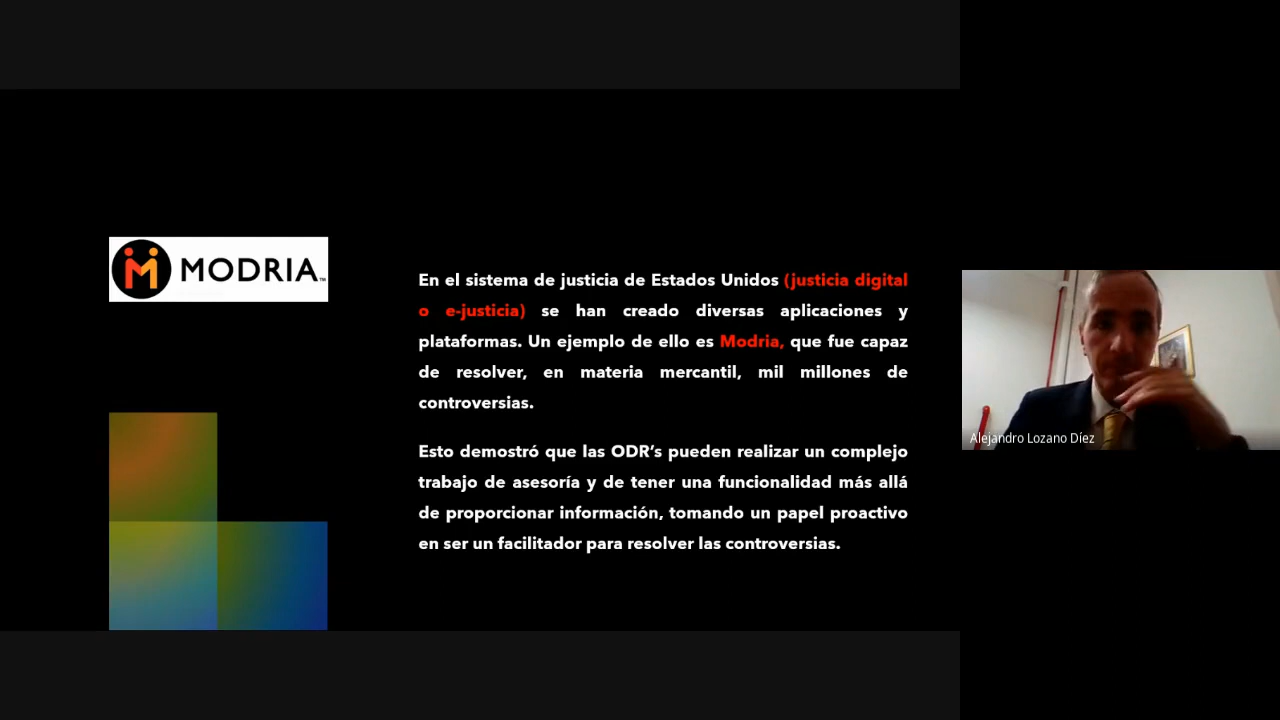 MODRIA™
En el sistema de justicia de Estados Unidos (justicia digital
o e-justicia) se han creado diversas aplicaciones y
plataformas. Un ejemplo de ello es Modria, que fue capaz
de resolver, en materia mercantil, mil millones de
controversias.
Esto demostró que las ODR’s pueden realizar un complejo
trabajo de asesoría y de tener una funcionalidad más allá
de proporcionar información, tomando un papel proactivo
en ser un facilitador para resolver las controversias.
Alejandro Lozano Díez